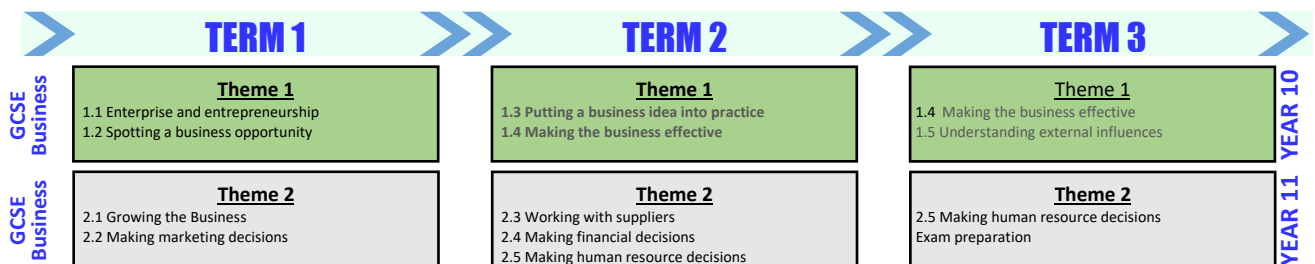 TERM 1
TERM 2
TERM 3
GCSE
Business
Theme 1
1.1 Enterprise and entrepreneurship
1.2 Spotting a business opportunity
Theme 1
1.3 Putting a business idea into practice
1.4 Making the business effective
Theme 1
1.4 Making the business effective
1.5 Understanding external influences
YEAR 10
GCSE
Business
Theme 2
2.1 Growing the Business
2.2 Making marketing decisions
Theme 2
2.3 Working with suppliers
2.4 Making financial decisions
2.5 Making human resource decisions
Theme 2
2.5 Making human resource decisions
Exam preparation
YEAR 11